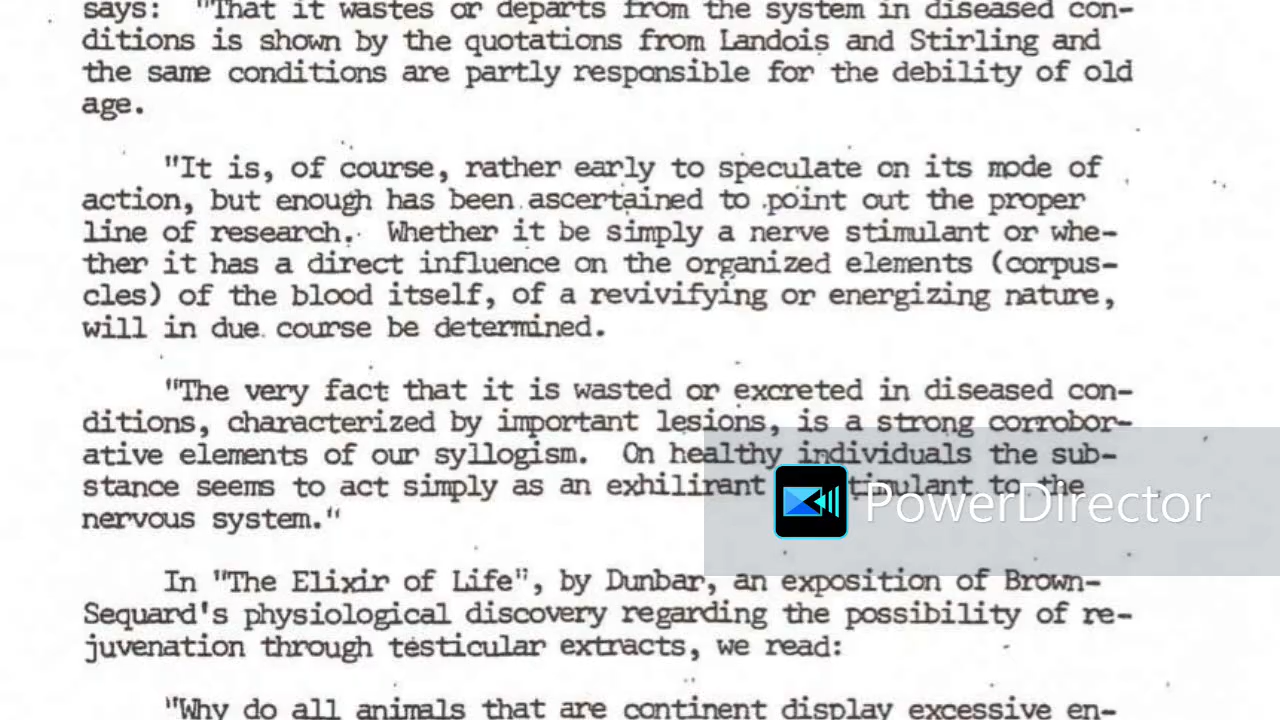 says: "That it wastes or departs from the system in diseased con-
ditions is shown by the quotations from Landois and Stirling and
the same conditions are partly responsible for the debility of old
age.
"It is, of course, rather early to speculate on its mode of
action, but enough has been ascertained to point out the proper
line of research. Whether it be simply a nerve stimulant or whe-
ther it has a direct influence on the organized elements (corpus-
cles) of the blood itself, of a revivifying or energizing nature,
will in due course be determined.
"The very fact that it is wasted or excreted in diseased con-
ditions, characterized by important lesions, is a strong corrobor-
ative elements of our syllogism. On healthy individuals the sub-
stance seems to act simply as an exhilirant stimulant to the
nervous system."
PowerDirector
In "The Elixir of Life", by Dunbar, an exposition of Brown-
Sequard's physiological discovery regarding the possibility of re-
juvenation through testicular extracts, we read:
"Why do all animals that are continent display excessive en-